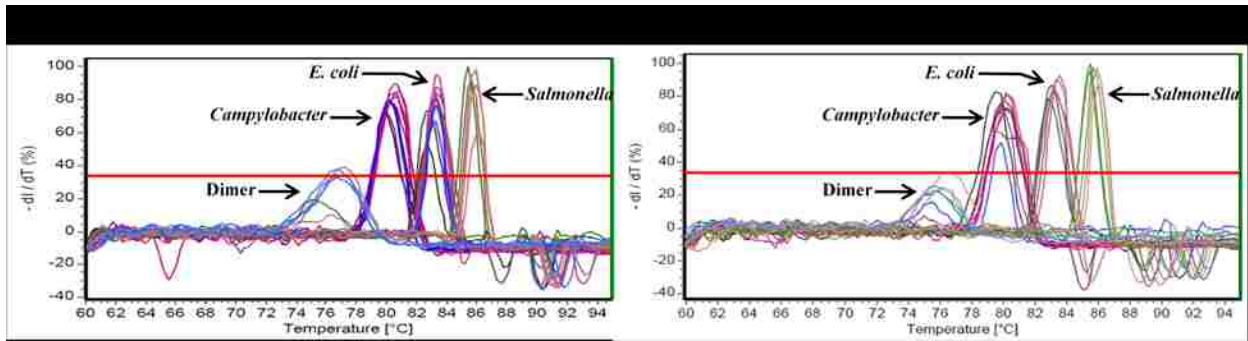 100
80
60
40
20
0
-20
-40
- dI / dT (%)
E. coli
Salmonella
Campylobacter
Dimer
60 62 64 66 68 70 72 74 76 78 80 82 84 86 88 90 92 94
Temperature [°C]
100
80
60
40
20
0
-20
-40
- dI / dT (%)
E. coli
Salmonella
Campylobacter
Dimer
60 62 64 66 68 70 72 74 76 78 80 82 84 86 88 90 92 94
Temperature [°C]